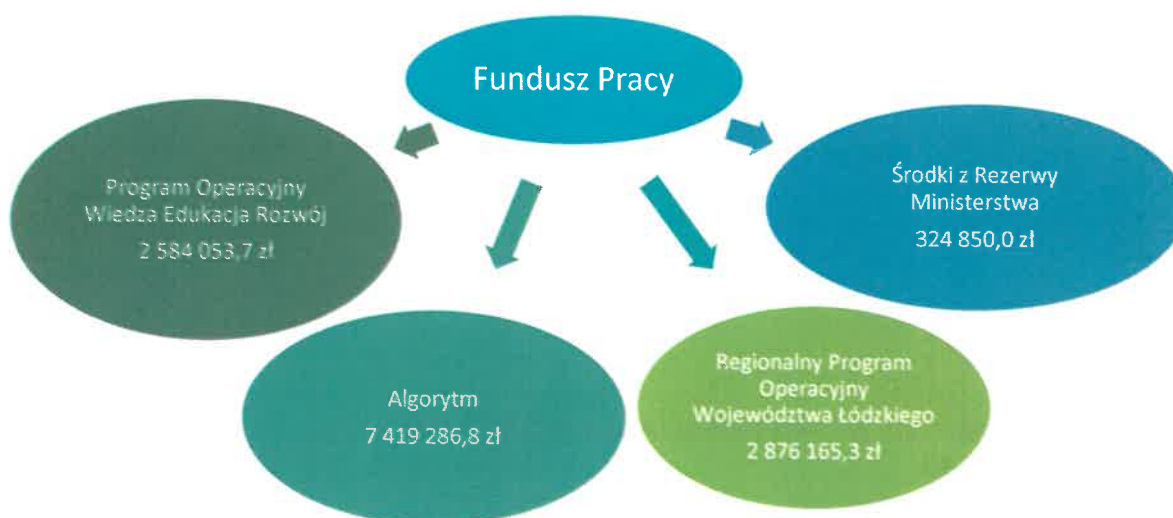 Fundusz Pracy
Program Operacyjny
Wiedza Edukacja Rozwój
2 584 053,7 zł
Algorytm
7 419 286,8 zł
Regionalny Program
Operacyjny
Województwa Łódzkiego
2 876 165,3 zł
Środki z Rezerwy
Ministerstwa
324 850,0 zł